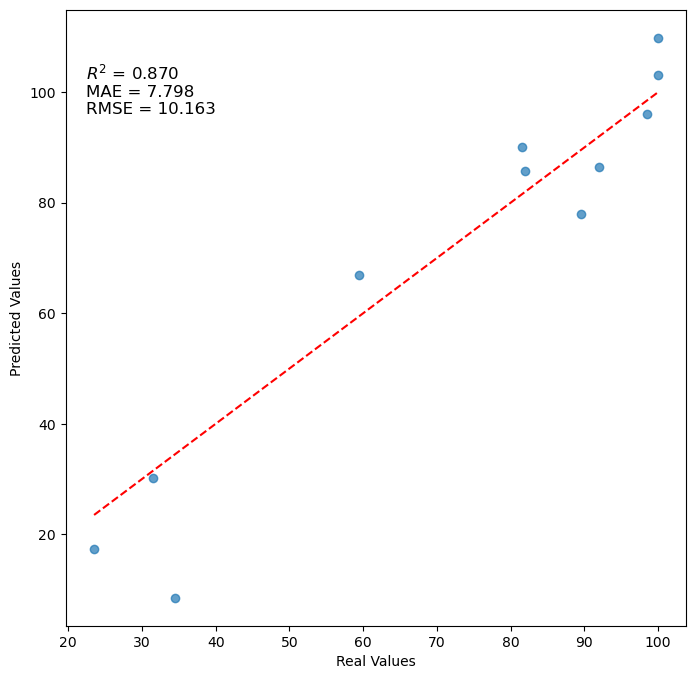 R² = 0.870
MAE = 7.798
RMSE = 10.163
100
80
60
40
20
Predicted Values
20 30 40 50 60 70 80 90 100
Real Values